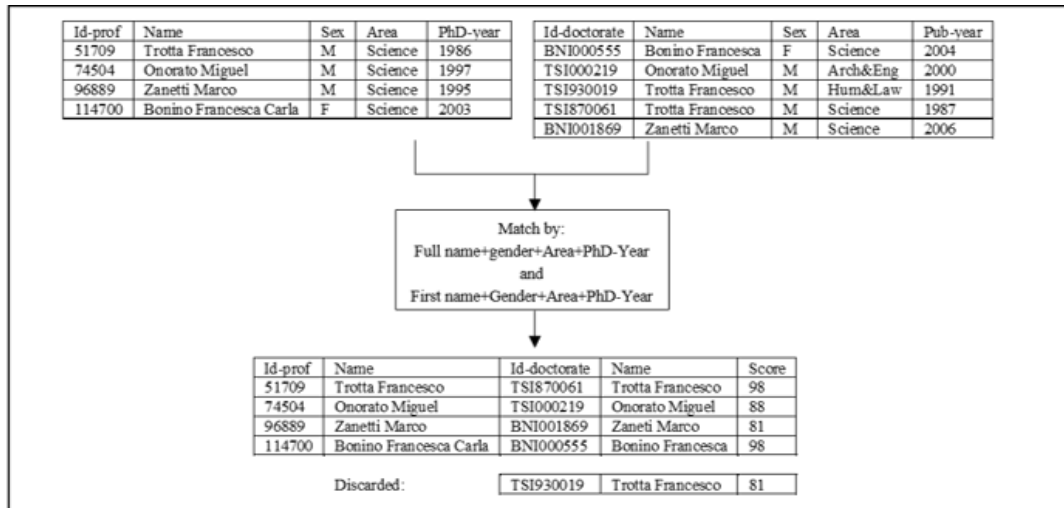 Id-prof Name Sex Area PhD-year
51709 Trotta Francesco M Science 1986
74504 Onorato Miguel M Science 1997
96889 Zanetti Marco M Science 1995
114700 Bonino Francesca Carla F Science 2003
Id-doctorate Name Sex Area Pub-year
BNI000555 Bonino Francesca F Science 2004
TSI000219 Onorato Miguel M Arch&Eng 2000
TSI930019 Trotta Francesco M Hum&Law 1991
TSI870061 Trotta Francesco M Science 1987
BNI001869 Zanetti Marco M Science 2006
Match by:
Full name+gender+Area+PhD-Year
and
First name+Gender+Area+PhD-Year
Id-prof Name Id-doctorate Name Score
51709 Trotta Francesco TSI870061 Trotta Francesco 98
74504 Onorato Miguel TSI000219 Onorato Miguel 88
96889 Zanetti Marco BNI001869 Zaneti Marco 81
114700 Bonino Francesca Carla BNI000555 Bonino Francesca 98
Discarded: TSI930019 Trotta Francesco 81